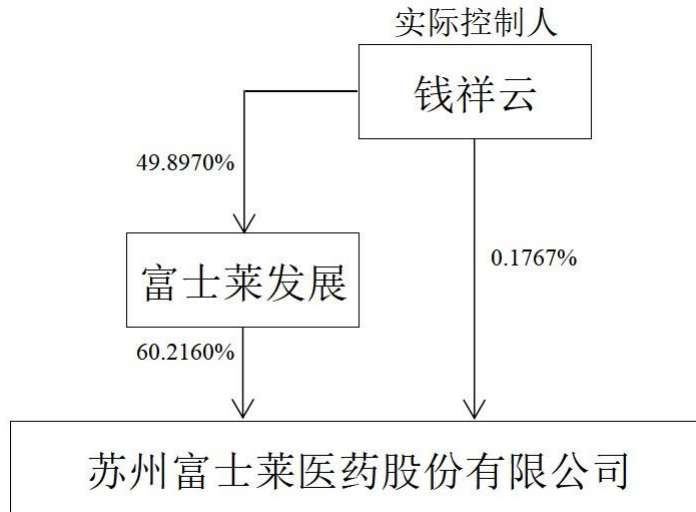 实际控制人
钱祥云
49.8970%
富士莱发展
0.1767%
60.2160%
苏州富士莱医药股份有限公司